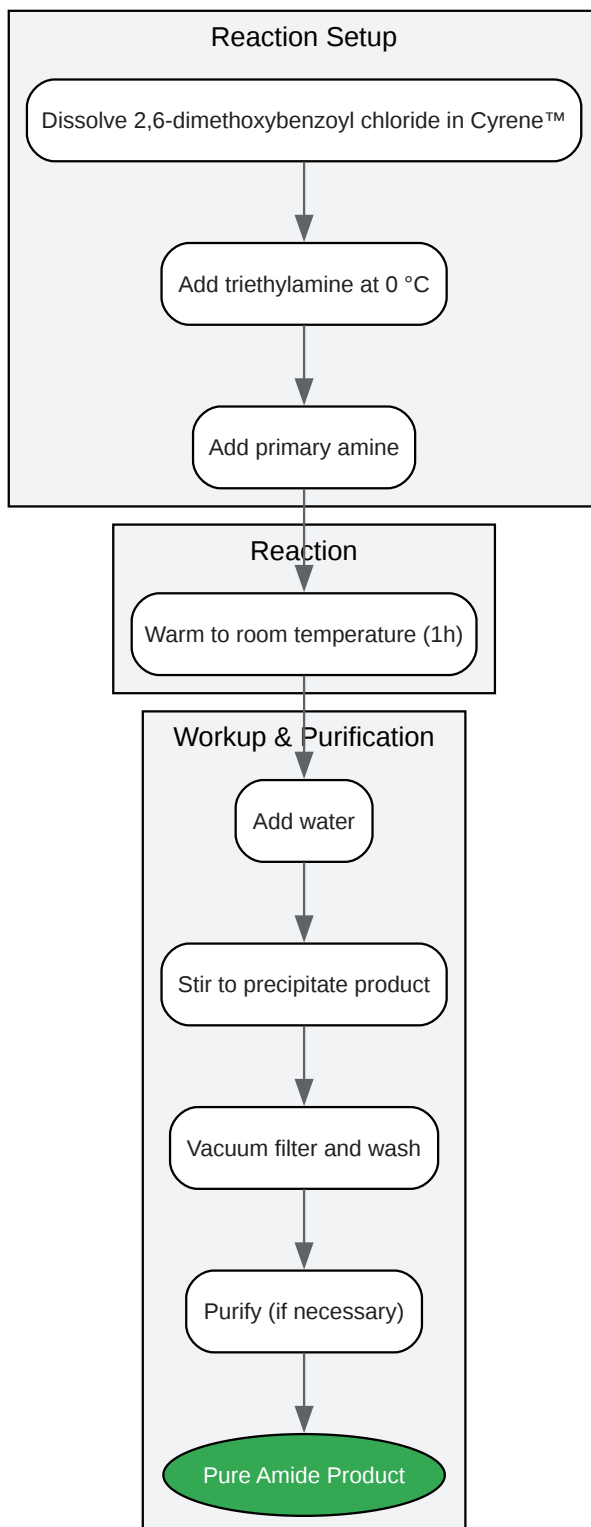 Reaction Setup
Dissolve 2,6-dimethoxybenzoyl chloride in Cyrene™
Add triethylamine at 0 °C
Add primary amine
Reaction
Warm to room temperature (1h)
Workup & Purification
Add water
Stir to precipitate product
Vacuum filter and wash
Purify (if necessary)
Pure Amide Product